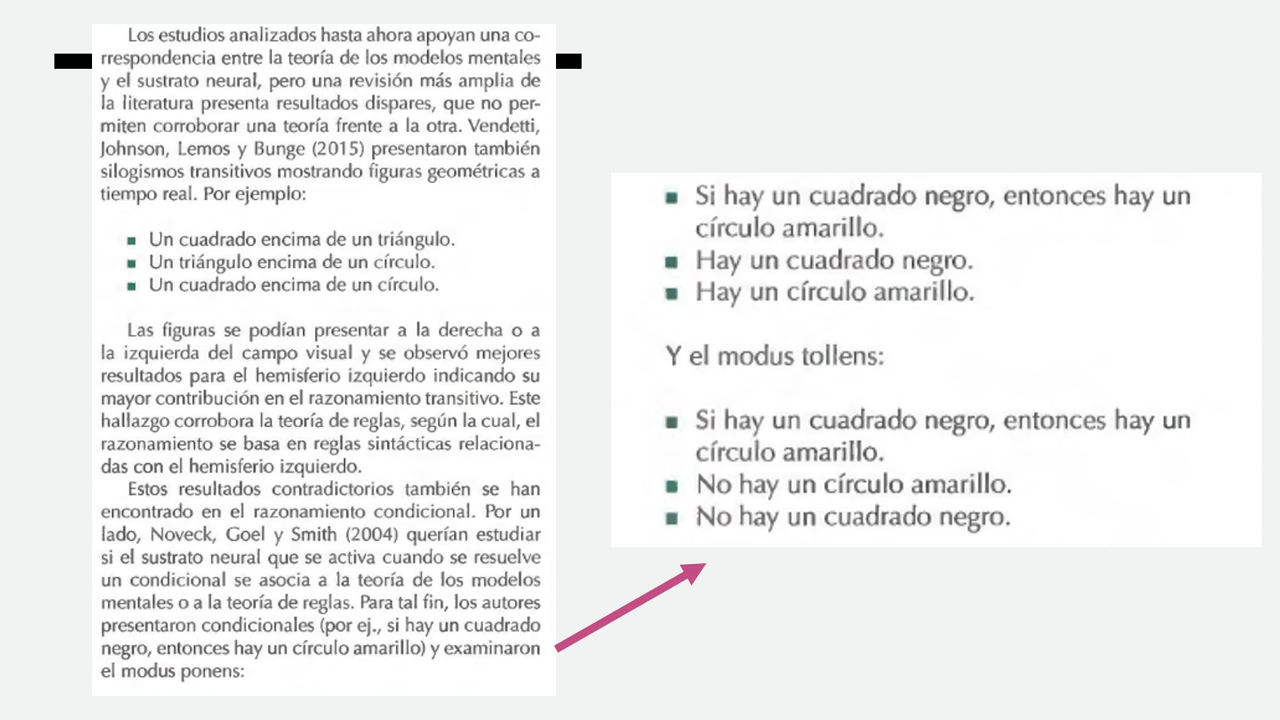 Los estudios analizados hasta ahora apoyan una co-
rrespondencia entre la teoría de los modelos mentales
y el sustrato neural, pero una revisión más amplia de
la literatura presenta resultados dispares, que no per-
miten corroborar una teoría frente a la otra. Vendetti,
Johnson, Lemos y Bunge (2015) presentaron también
silogismos transitivos mostrando figuras geométricas a
tiempo real. Por ejemplo:
▪ Un cuadrado encima de un triángulo.
▪ Un triángulo encima de un círculo.
▪ Un cuadrado encima de un círculo.
Las figuras se podían presentar a la derecha o a
la izquierda del campo visual y se observó mejores
resultados para el hemisferio izquierdo indicando su
mayor contribución en el razonamiento transitivo. Este
hallazgo corrobora la teoría de reglas, según la cual, el
razonamiento se basa en reglas sintácticas relaciona-
das con el hemisferio izquierdo.
Estos resultados contradictorios también se han
encontrado en el razonamiento condicional. Por un
lado, Noveck, Goel y Smith (2004) querían estudiar
si el sustrato neural que se activa cuando se resuelve
un condicional se asocia a la teoría de los modelos
mentales o a la teoría de reglas. Para tal fin, los autores
presentaron condicionales (por ej., si hay un cuadrado
negro, entonces hay un círculo amarillo) y examinaron
el modus ponens:
▪ Si hay un cuadrado negro, entonces hay un
círculo amarillo.
▪ Hay un cuadrado negro.
▪ Hay un círculo amarillo.
Y el modus tollens:
▪ Si hay un cuadrado negro, entonces hay un
círculo amarillo.
▪ No hay un círculo amarillo.
▪ No hay un cuadrado negro.